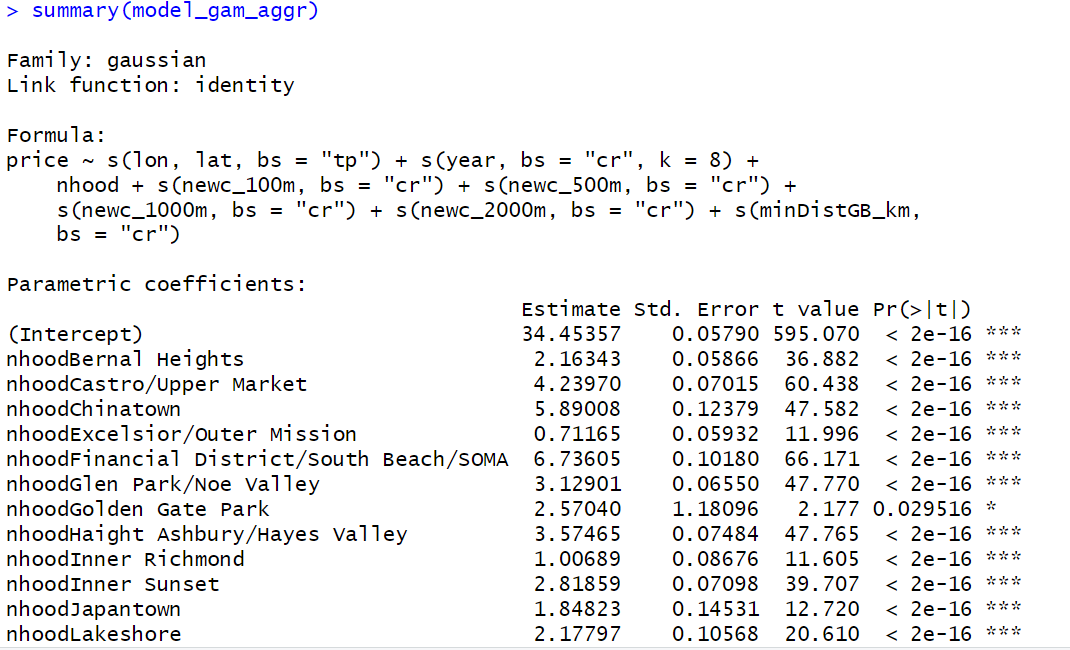 > summary(model_gam_aggr)
Family: gaussian
Link function: identity
Formula:
price ~ s(lon, lat, bs = "tp") + s(year, bs = "cr", k = 8) +
nhood + s(newc_100m, bs = "cr") + s(newc_500m, bs = "cr") +
s(newc_1000m, bs = "cr") + s(newc_2000m, bs = "cr") + s(minDistGB_km,
bs = "cr")
Parametric coefficients:
Estimate Std. Error t value Pr(>|t|)
(Intercept) 34.45357 0.05790 595.070 < 2e-16 ***
nhoodBernal Heights 2.16343 0.05866 36.882 < 2e-16 ***
nhoodCastro/Upper Market 4.23970 0.07015 60.438 < 2e-16 ***
nhoodChinatown 5.89008 0.12379 47.582 < 2e-16 ***
nhoodExcelsior/Outer Mission 0.71165 0.05932 11.996 < 2e-16 ***
nhoodFinancial District/South Beach/SOMA 6.73605 0.10180 66.171 < 2e-16 ***
nhoodGlen Park/Noe Valley 3.12901 0.06550 47.770 < 2e-16 ***
nhoodGolden Gate Park 2.57040 1.18096 2.177 0.029516 *
nhoodHaight Ashbury/Hayes Valley 3.57465 0.07484 47.765 < 2e-16 ***
nhoodInner Richmond 1.00689 0.08676 11.605 < 2e-16 ***
nhoodInner Sunset 2.81859 0.07098 39.707 < 2e-16 ***
nhoodJapantown 1.84823 0.14531 12.720 < 2e-16 ***
nhoodLakeshore 2.17797 0.10568 20.610 < 2e-16 ***